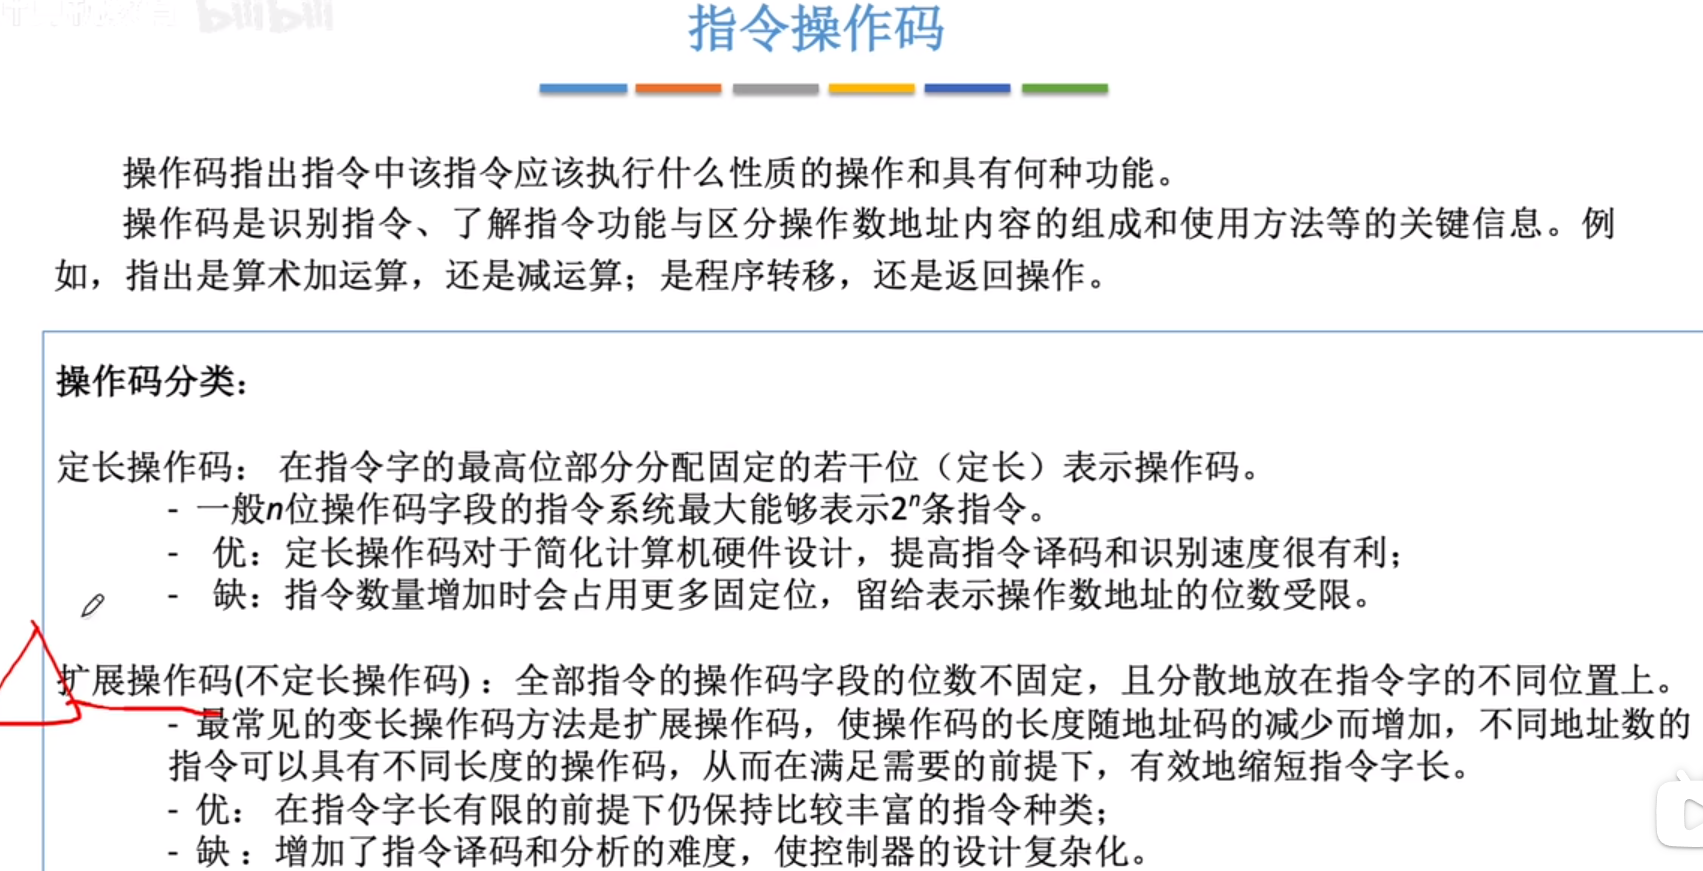 bilibili
指令操作码
操作码指出指令中该指令应该执行什么性质的操作和具有何种功能。
操作码是识别指令、了解指令功能与区分操作数地址内容的组成和使用方法等的关键信息。例
如，指出是算术加运算，还是减运算；是程序转移，还是返回操作。
操作码分类：
定长操作码： 在指令字的最高位部分分配固定的若干位（定长）表示操作码。
- 一般n位操作码字段的指令系统最大能够表示2ⁿ条指令。
- 优：定长操作码对于简化计算机硬件设计，提高指令译码和识别速度很有利；
- 缺：指令数量增加时会占用更多固定位，留给表示操作数地址的位数受限。
扩展操作码(不定长操作码)：全部指令的操作码字段的位数不固定，且分散地放在指令字的不同位置上。
- 最常见的变长操作码方法是扩展操作码，使操作码的长度随地址码的减少而增加，不同地址数的
指令可以具有不同长度的操作码，从而在满足需要的前提下，有效地缩短指令字长。
- 优： 在指令字长有限的前提下仍保持比较丰富的指令种类；
- 缺：增加了指令译码和分析的难度，使控制器的设计复杂化。